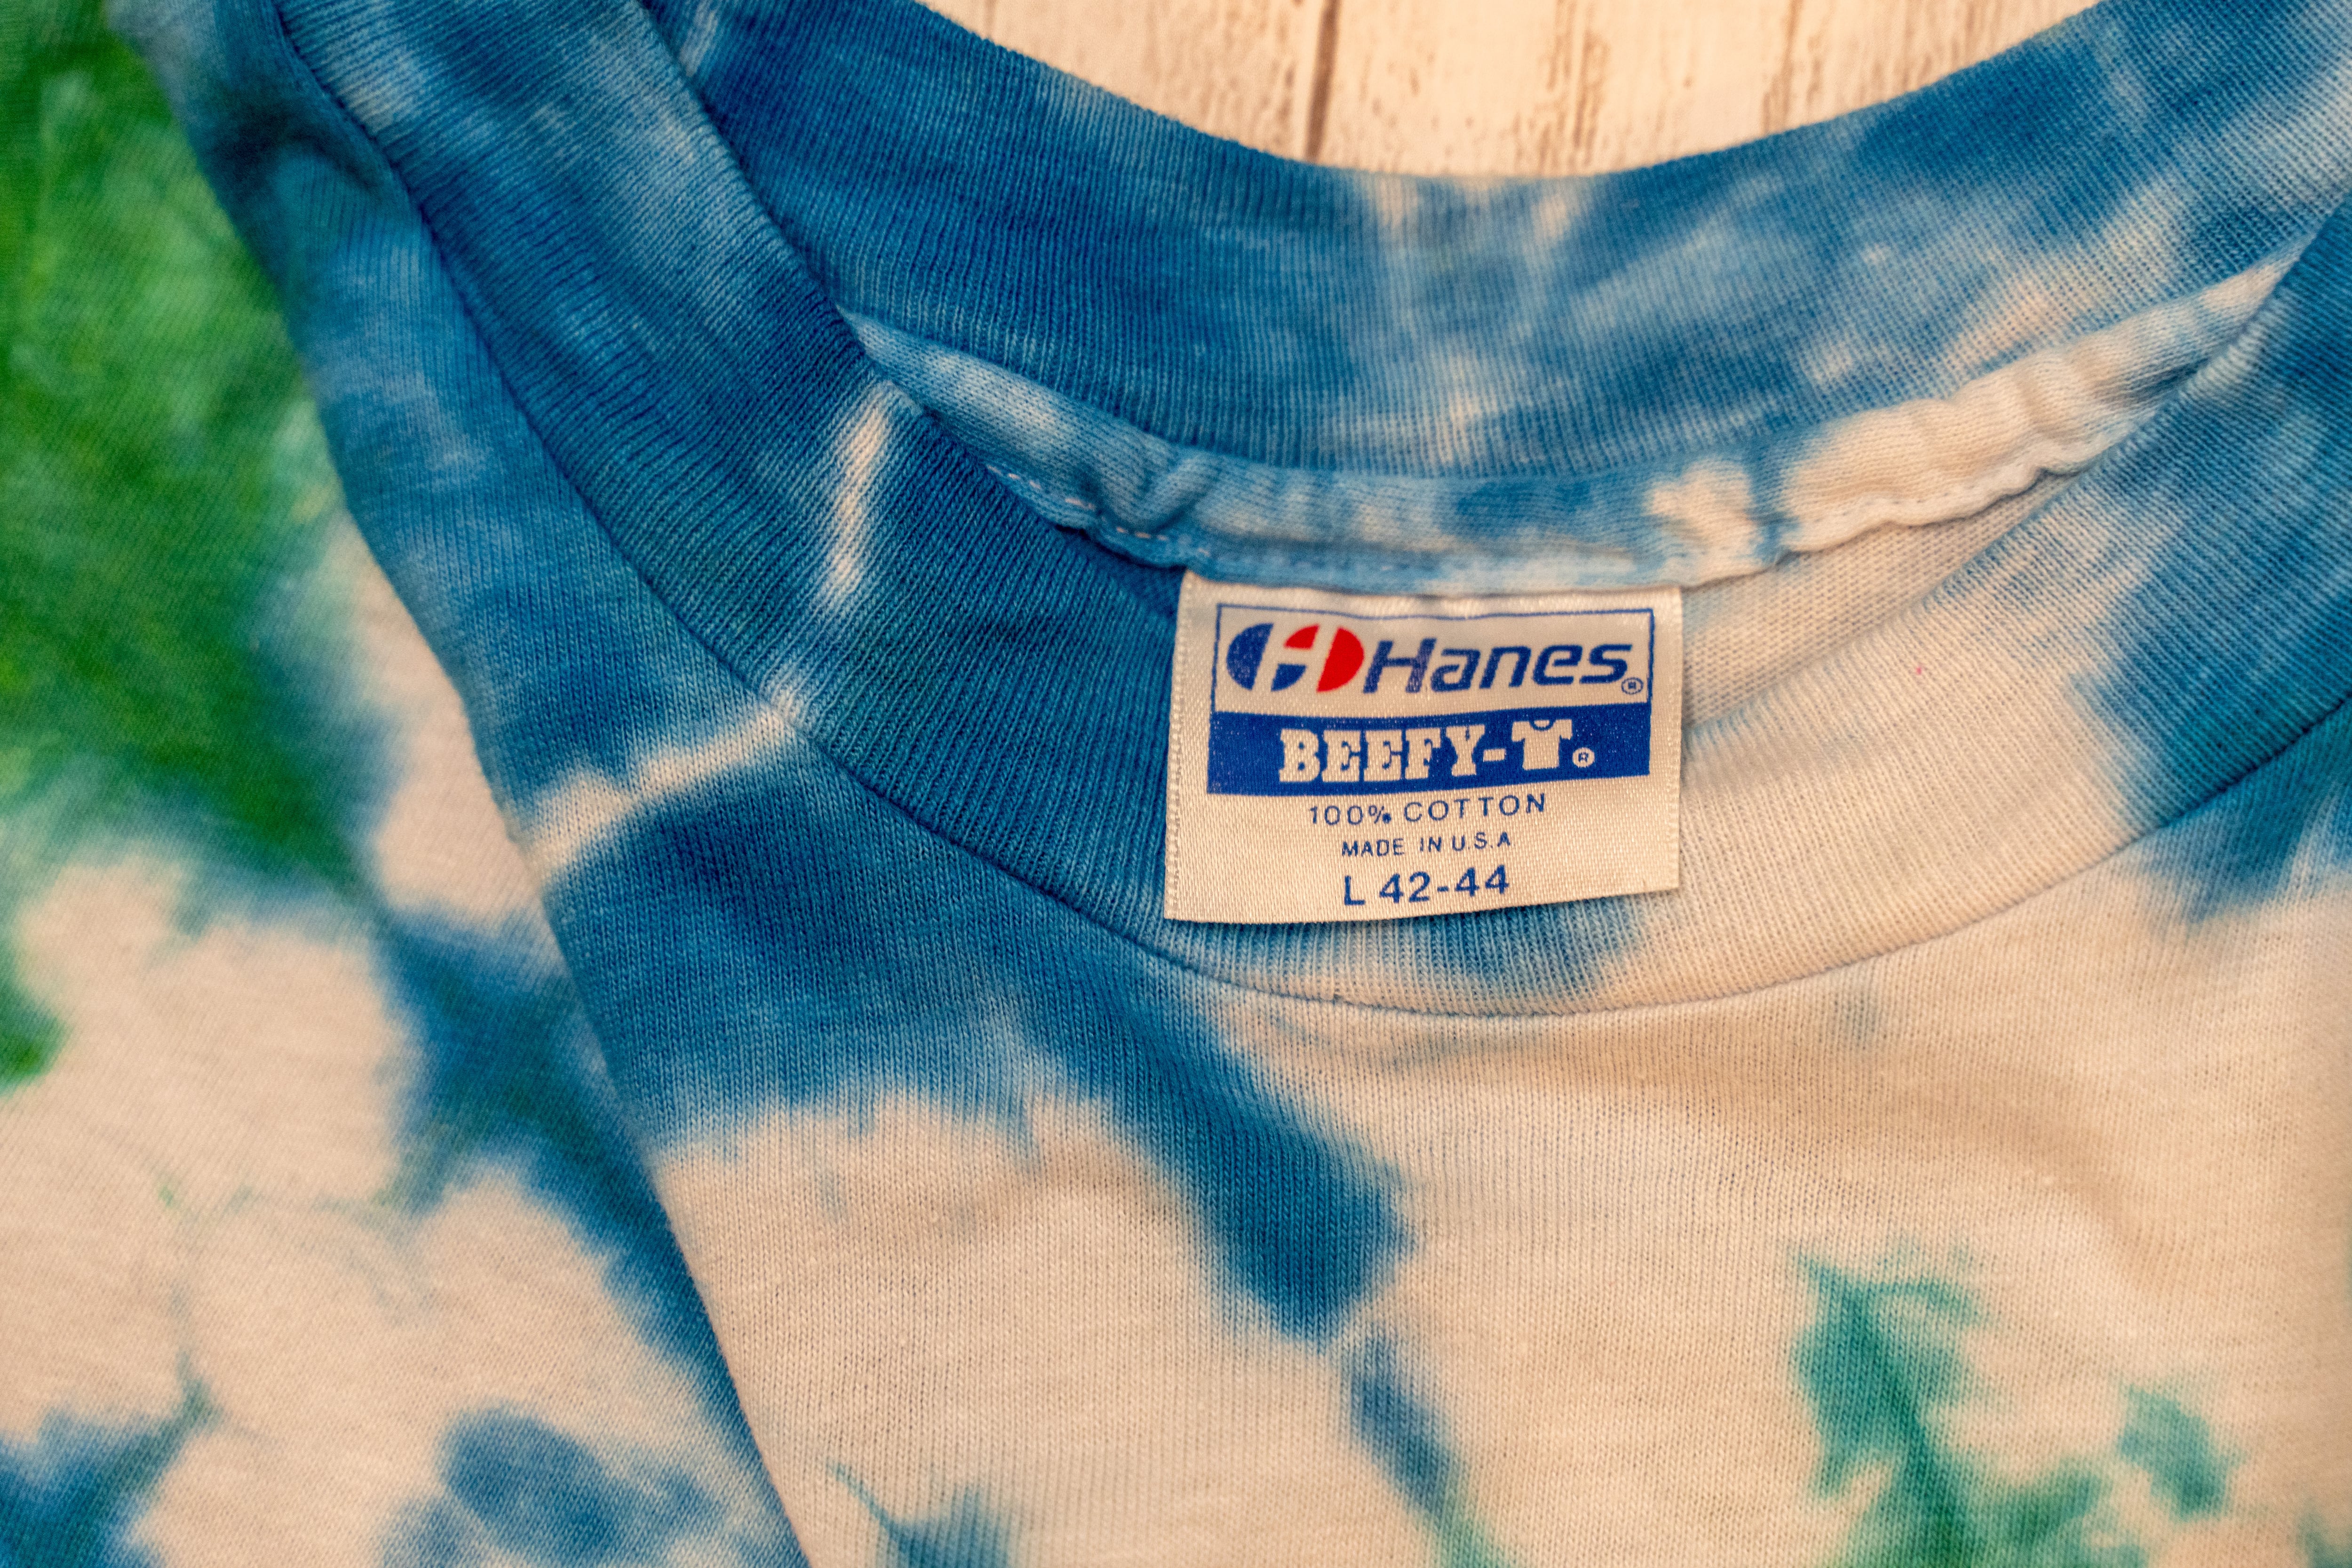 Hanes®
BEEFY-T®
100% COTTON
MADE IN U.S.A
L 42-44